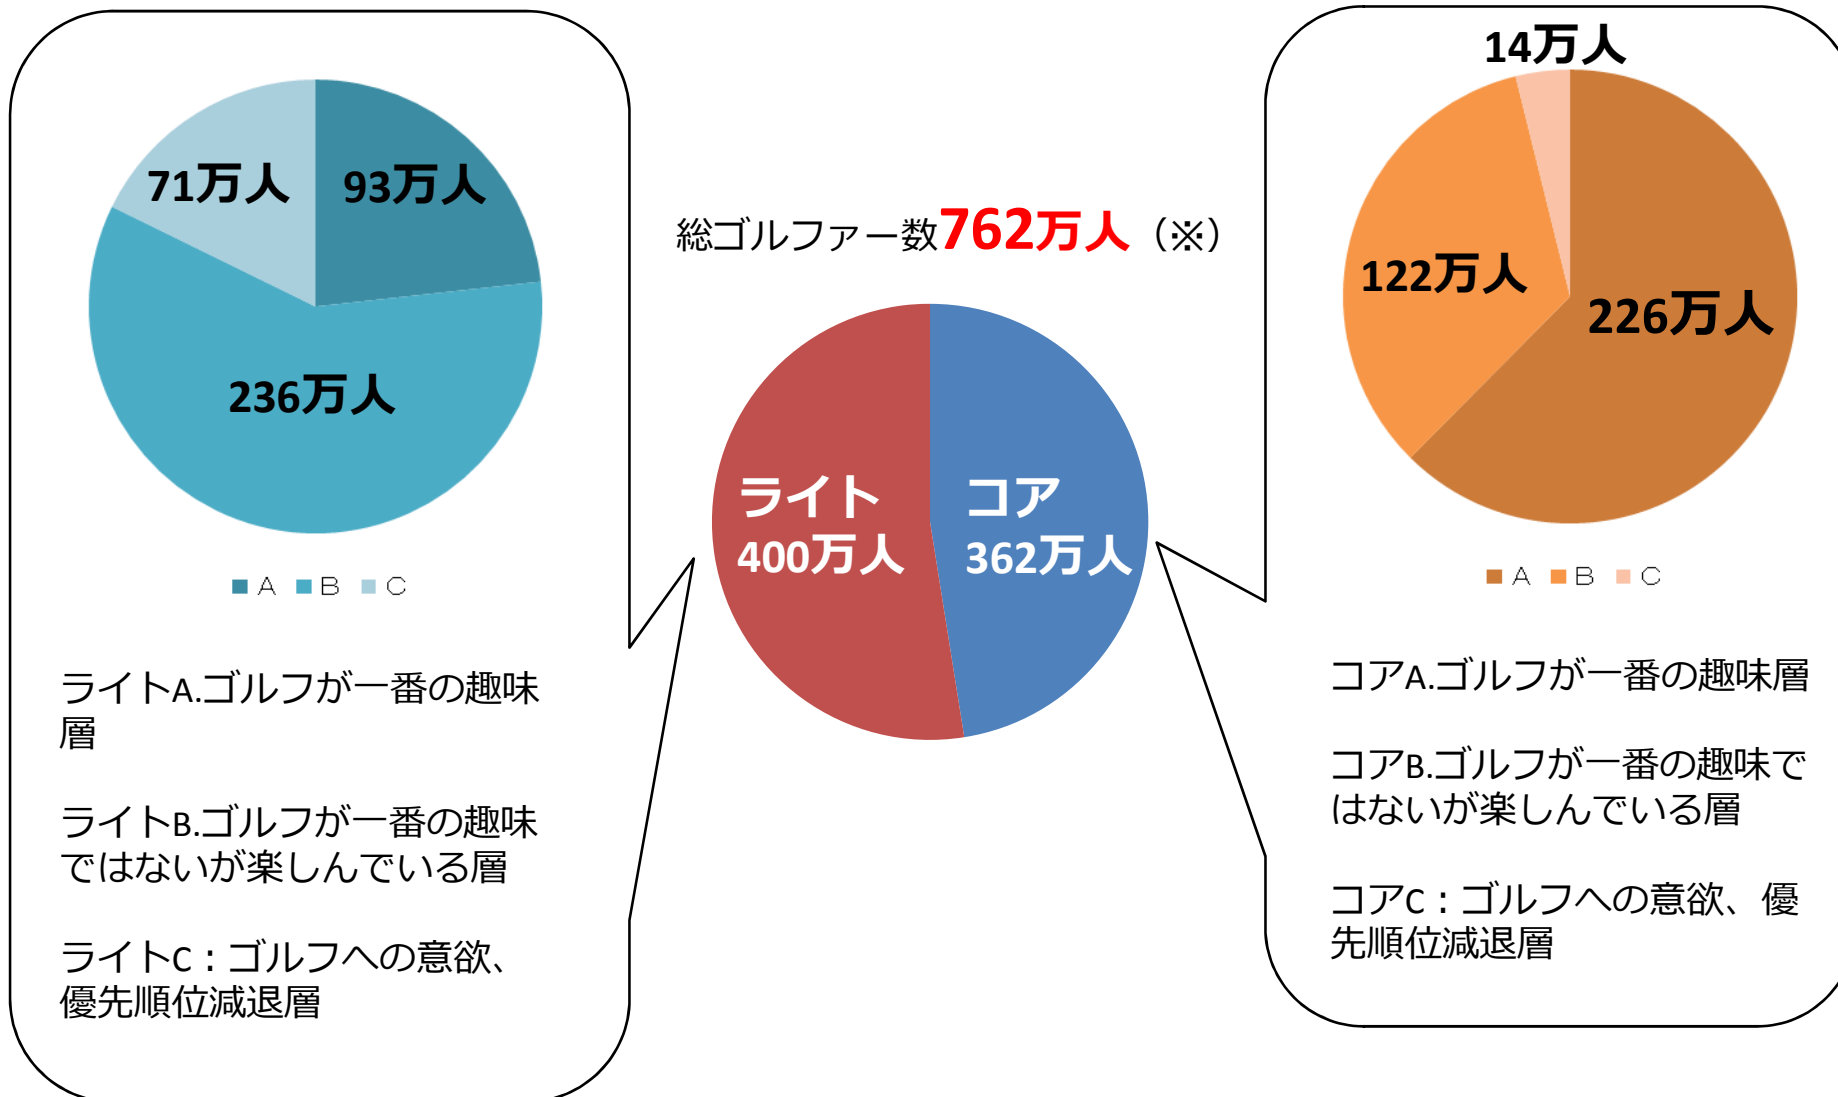 71万人
93万人
236万人
A B C
ライトA.ゴルフが一番の趣味
層
ライトB.ゴルフが一番の趣味
ではないが楽しんでいる層
ライトC：ゴルフへの意欲、
優先順位減退層
総ゴルファー数762万人（※）
ライト
400万人
コア
362万人
14万人
122万人
226万人
A B C
コアA.ゴルフが一番の趣味層
コアB.ゴルフが一番の趣味で
はないが楽しんでいる層
コアC：ゴルフへの意欲、優
先順位減退層